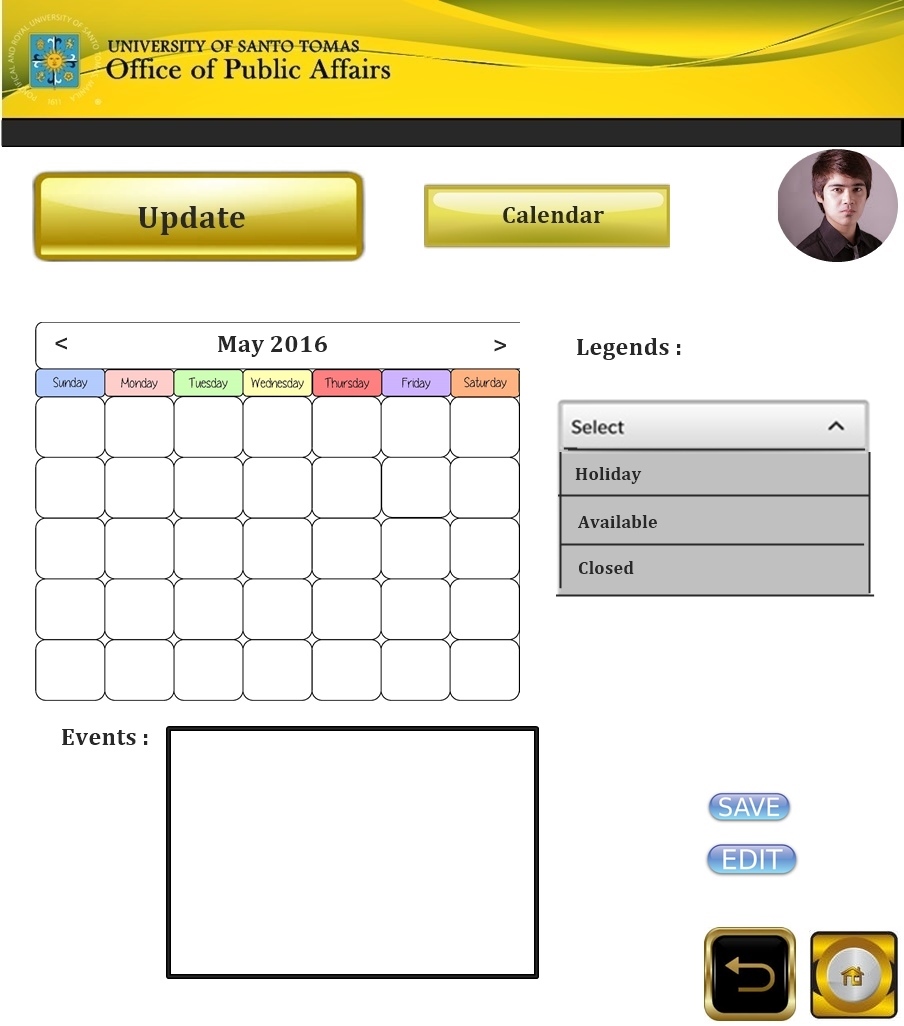 UNIVERSITY OF SANTO TOMAS
Office of Public Affairs
1611
Update
Calendar
< May 2016 >
Sunday Monday Tuesday Wednesday Thursday Friday Saturday
Legends :
Select
Holiday
Available
Closed
Events :
SAVE
EDIT